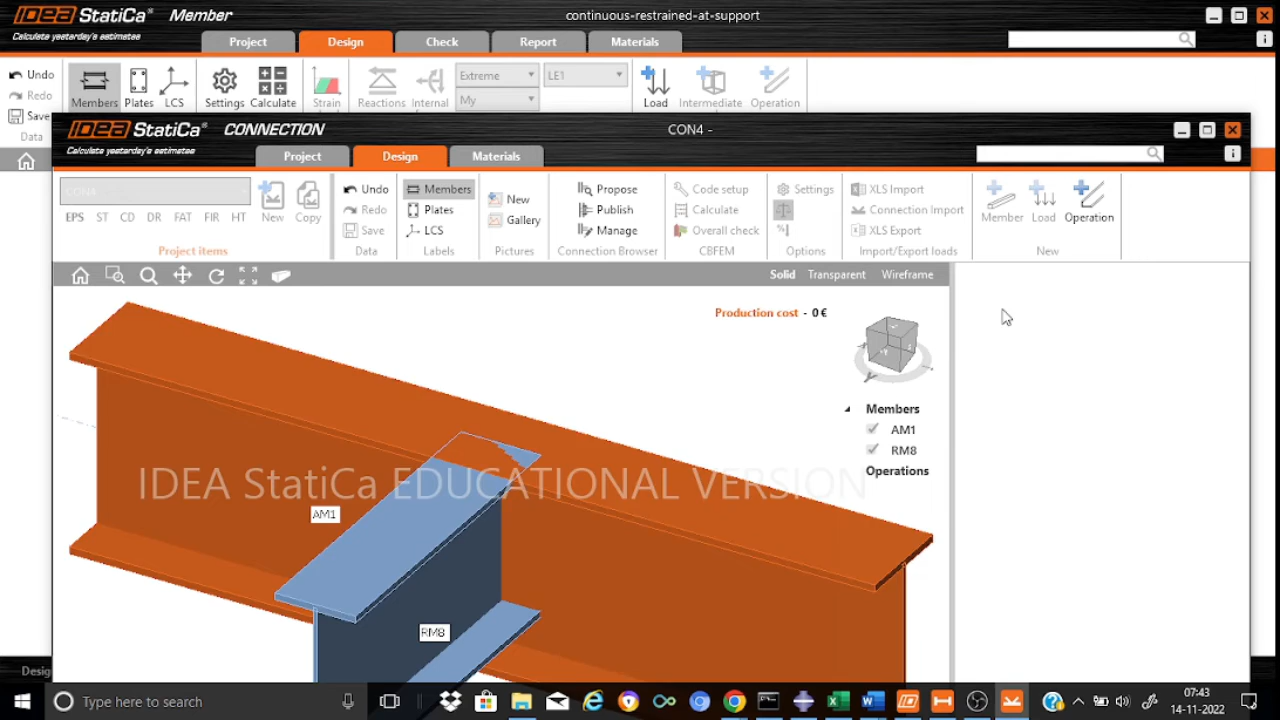 IDEA StatiCa® Member
Calculate yesterday's estimates
continuous-restrained-at-support
Project Design Check Report Materials
Undo
Redo
Save
Data
Members Plates LCS Settings Calculate Strain Reactions Internal
Extreme LE1
My
Load Intermediate Operation
IDEA StatiCa® CONNECTION
Calculate yesterday's estimates
CON4 -
Project Design Materials
CON4
EPS ST CD DR FAT FIR HT
New Copy
Project items
Undo
Redo
Save
Data
Members
Plates
LCS
Labels
New
Gallery
Pictures
Propose
Publish
Manage
Connection Browser
Code setup
Calculate
Overall check
CBFEM
Settings
Options
XLS Import
Connection Import
XLS Export
Import/Export loads
Member Load Operation
New
Solid Transparent Wireframe
Production cost - 0 €
Members
AM1
RM8
Operations
IDEA StatiCa EDUCATIONAL VERSION
AM1
RM8
Desig
Type here to search
07:43
14-11-2022